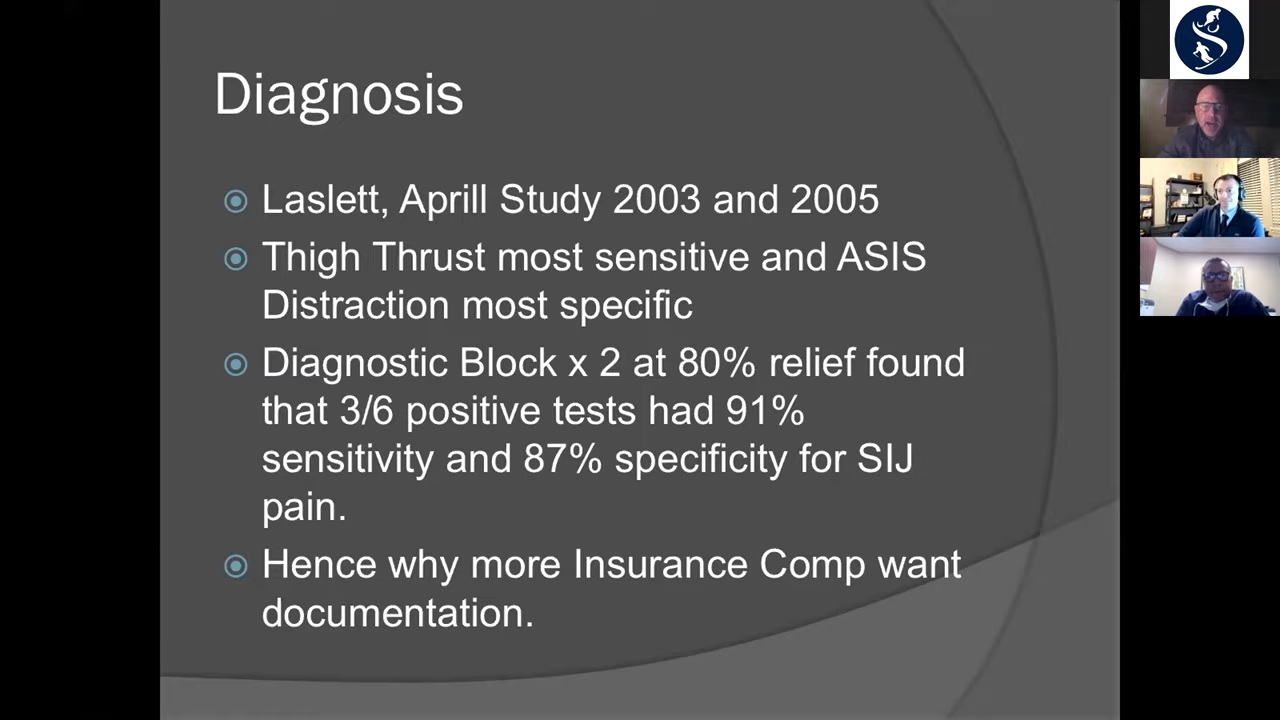 Diagnosis
Laslett, Aprill Study 2003 and 2005
Thigh Thrust most sensitive and ASIS
Distraction most specific
Diagnostic Block x 2 at 80% relief found
that 3/6 positive tests had 91%
sensitivity and 87% specificity for SIJ
pain.
Hence why more Insurance Comp want
documentation.